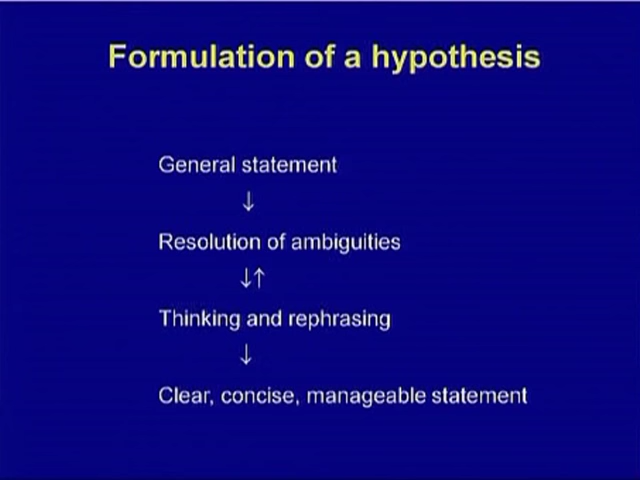 Formulation of a hypothesis
General statement
↓
Resolution of ambiguities
↓↑
Thinking and rephrasing
↓
Clear, concise, manageable statement